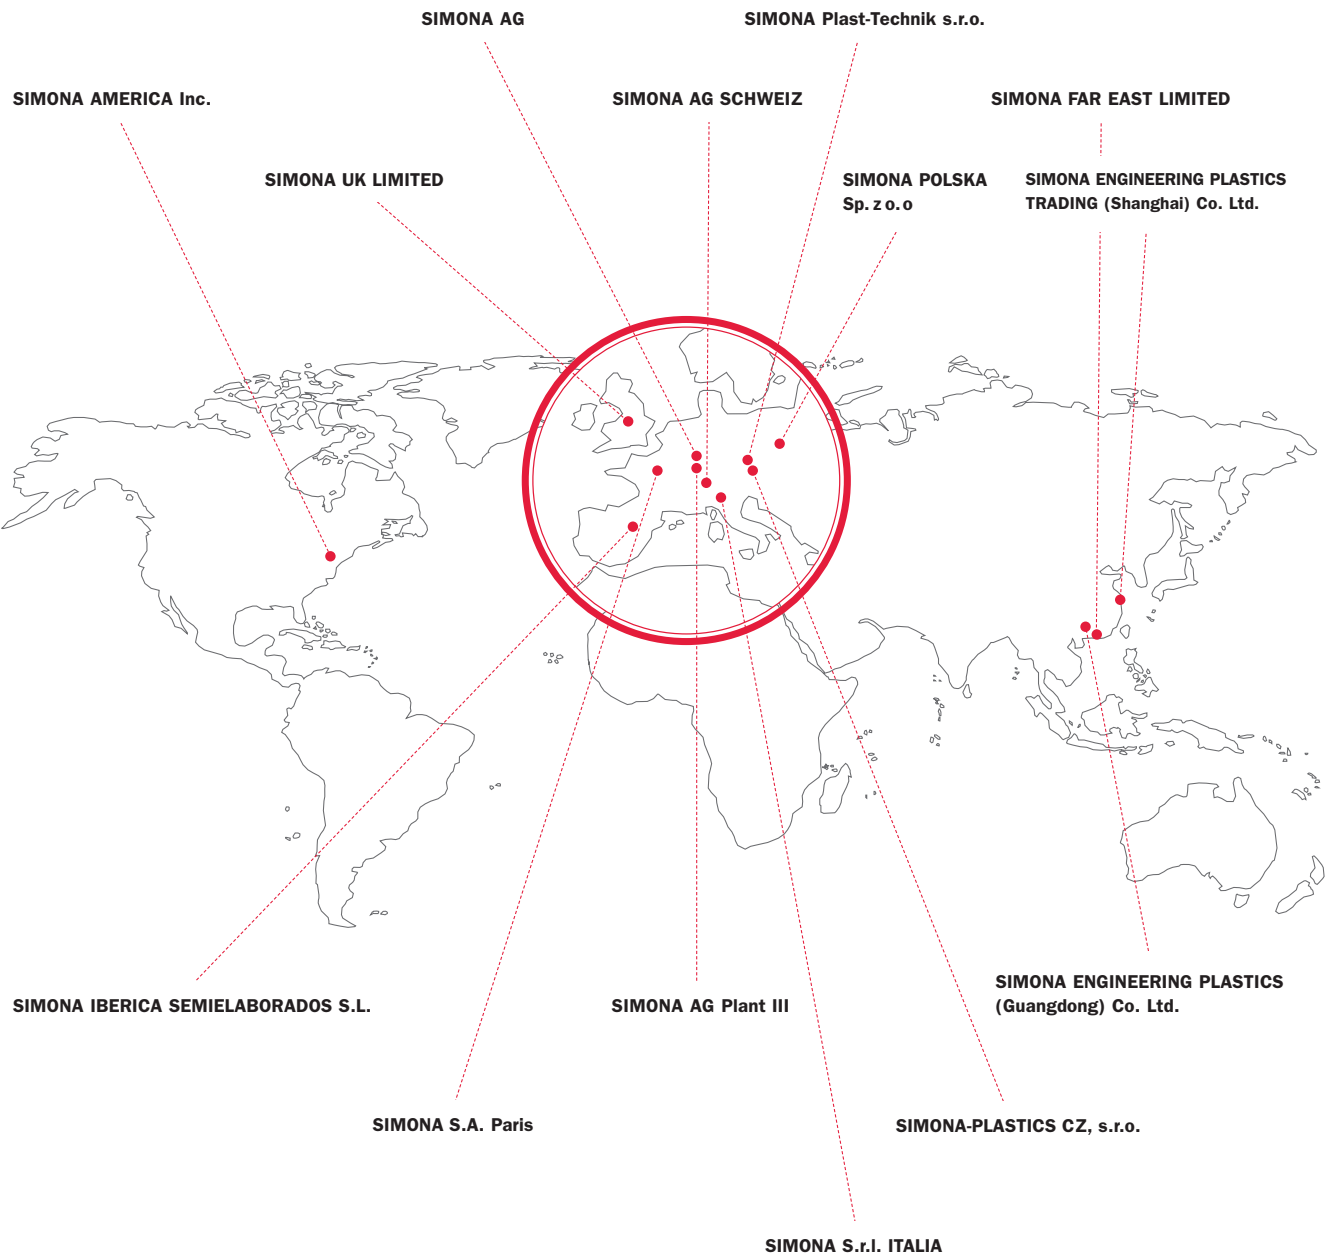 SIMONA AG
SIMONA Plast-Technik s.r.o.
SIMONA AMERICA Inc.
SIMONA AG SCHWEIZ
SIMONA FAR EAST LIMITED
SIMONA UK LIMITED
SIMONA POLSKA
Sp. z o. o
SIMONA ENGINEERING PLASTICS
TRADING (Shanghai) Co. Ltd.
SIMONA ENGINEERING PLASTICS
(Guangdong) Co. Ltd.
SIMONA IBERICA SEMIELABORADOS S.L.
SIMONA AG Plant III
SIMONA S.A. Paris
SIMONA-PLASTICS CZ, s.r.o.
SIMONA S.r.l. ITALIA